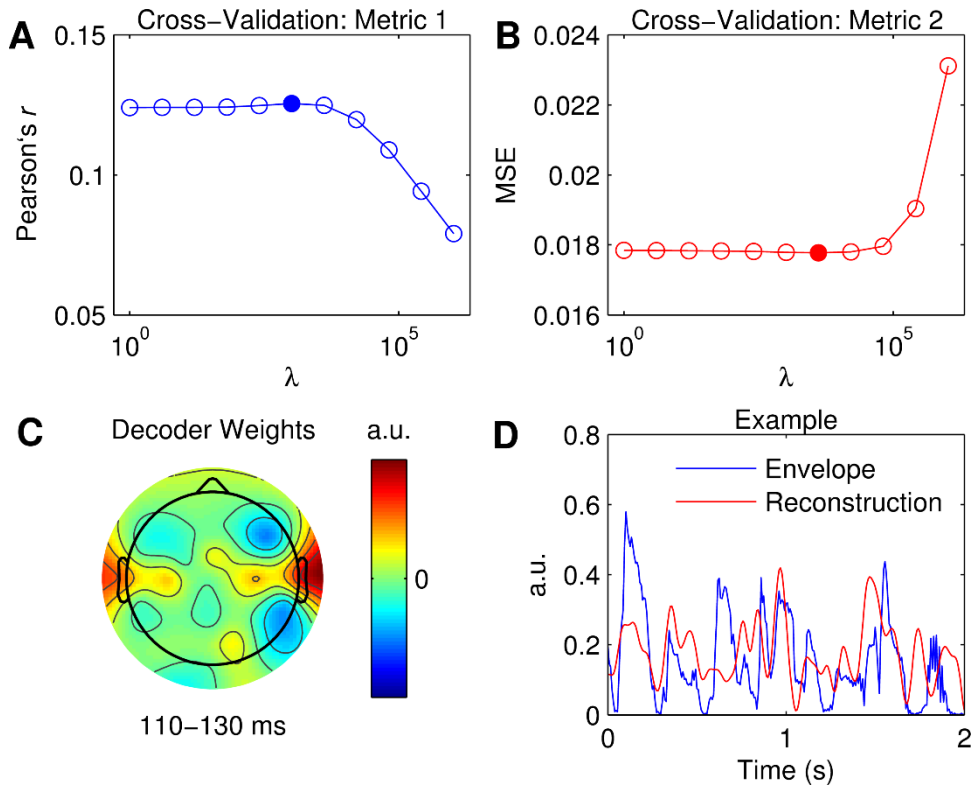 A
Cross-Validation: Metric 1
0.15
0.1
0.05
Pearson's r
10^0
10^5
λ
B
Cross-Validation: Metric 2
0.024
0.022
0.02
0.018
0.016
MSE
10^0
10^5
λ
C
Decoder Weights
a.u.
0
110-130 ms
D
Example
0.8
0.6
0.4
0.2
0
a.u.
Envelope
Reconstruction
0
1
2
Time (s)